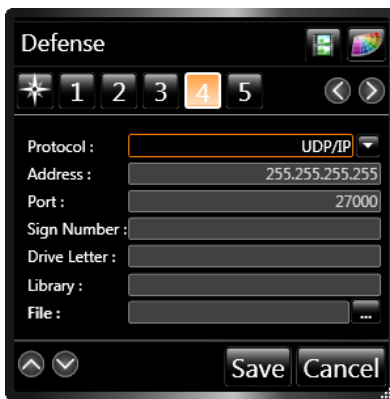 Defense
1 2 3 4 5
Protocol : UDP/IP
Address : 255.255.255.255
Port : 27000
Sign Number :
Drive Letter :
Library :
File : ...
Save Cancel